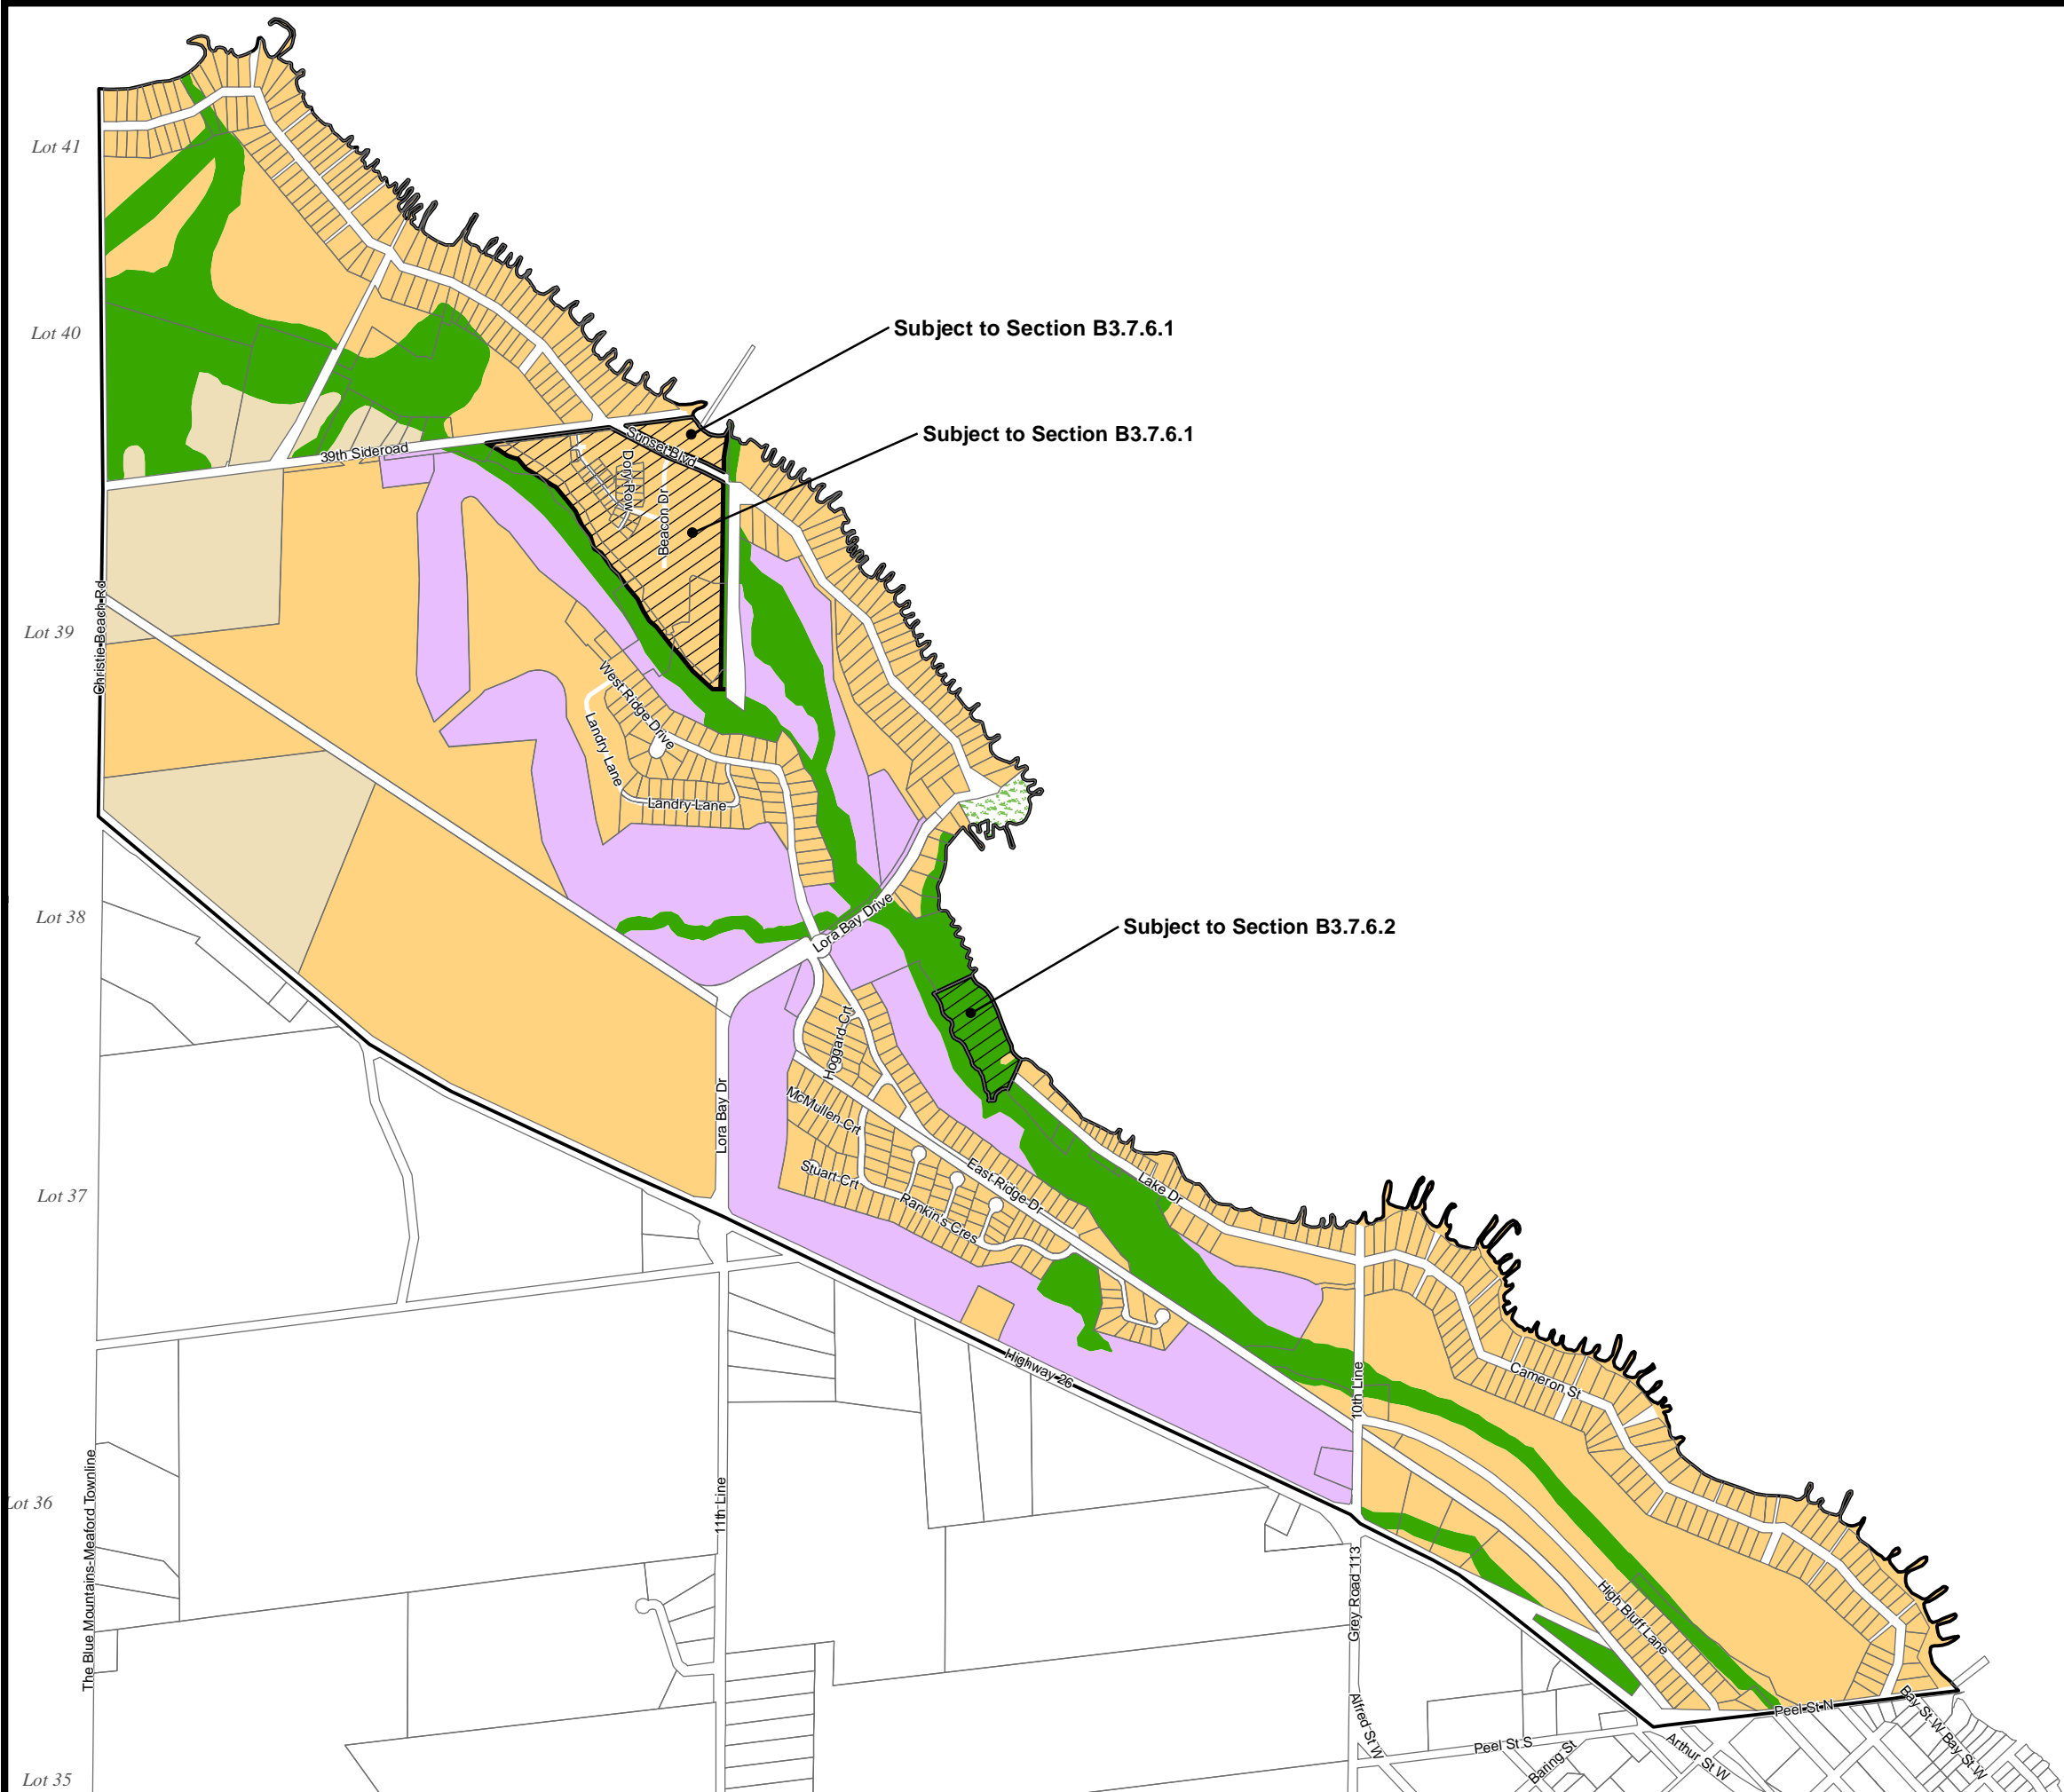 Lot 41
Lot 40
Subject to Section B3.7.6.1
Subject to Section B3.7.6.1
39th Sideroad
Sunset Blvd
Dory Row
Beacon Dr
Lot 39
Christie Beach Rd
West Ridge Drive
Landry Lane
Landry Lane
Lot 38
Lora Bay Drive
Subject to Section B3.7.6.2
Hoggard Crt
Lora Bay Dr
McMullen Crt
Stuart Crt
East Ridge Dr
Rankin's Cres
Lake Dr
Lot 37
Highway 26
10th Line
Cameron St
Lot 36
The Blue Mountains-Meaford Townline
11th Line
Grey Road 113
High Bluff Lane
Peel St N
Bay St W
Bay St W
Alfred St W
Peel St S
Baring St
Arthur St W
Lot 35